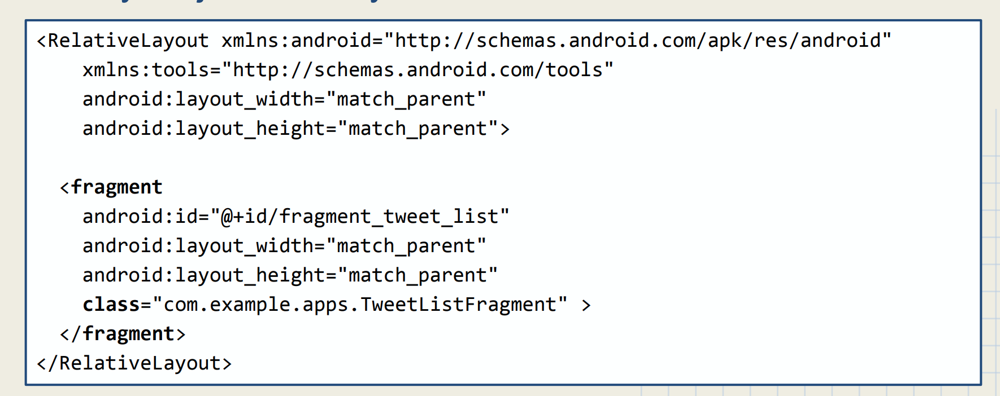 <RelativeLayout xmlns:android="http://schemas.android.com/apk/res/android"
    xmlns:tools="http://schemas.android.com/tools"
    android:layout_width="match_parent"
    android:layout_height="match_parent">

  <fragment
    android:id="@+id/fragment_tweet_list"
    android:layout_width="match_parent"
    android:layout_height="match_parent"
    class="com.example.apps.TweetListFragment" >
  </fragment>
</RelativeLayout>